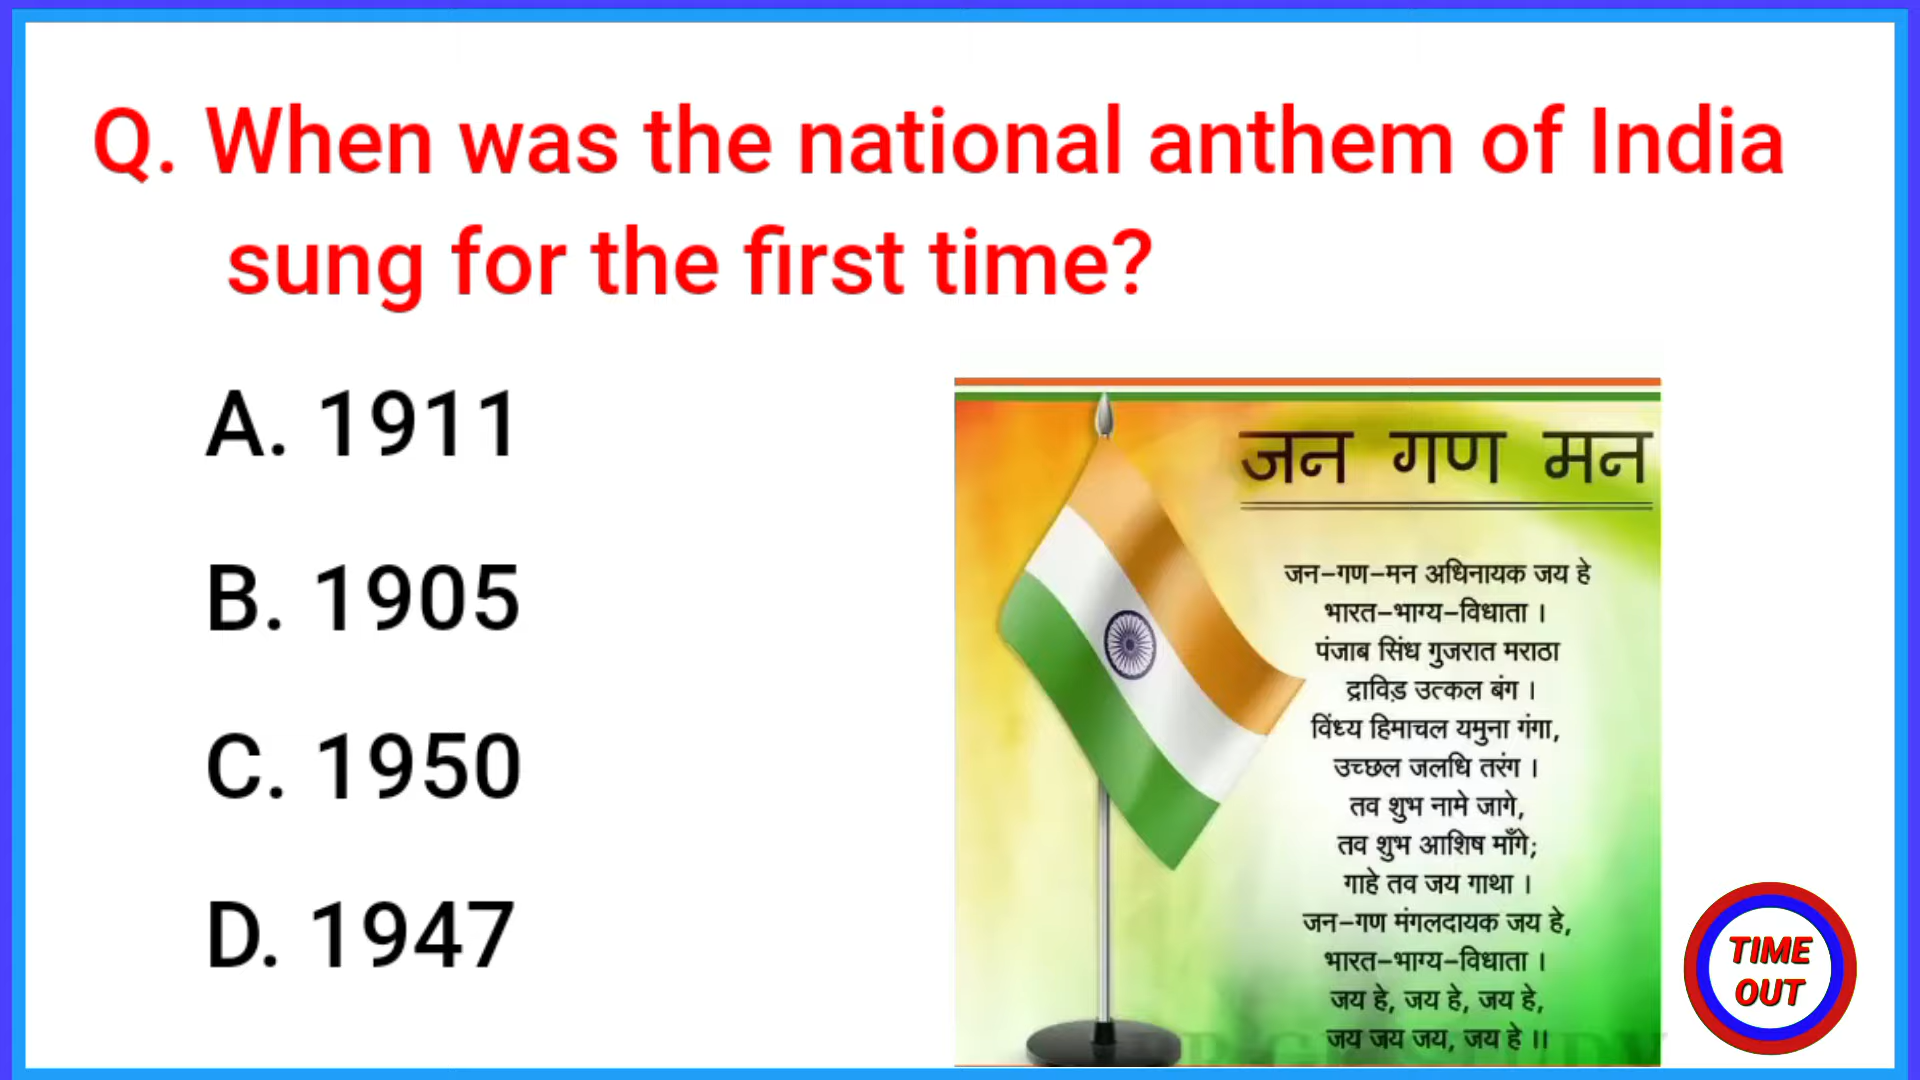 Q. When was the national anthem of India
sung for the first time?
A. 1911
B. 1905
C. 1950
D. 1947
जन गण मन
जन–गण–मन अधिनायक जय हे
भारत–भाग्य–विधाता ।
पंजाब सिंध गुजरात मराठा
द्राविड़ उत्कल बंग ।
विंध्य हिमाचल यमुना गंगा,
उच्छल जलधि तरंग ।
तव शुभ नामे जागे,
तव शुभ आशिष माँगे;
गाहे तव जय गाथा ।
जन–गण मंगलदायक जय हे,
भारत–भाग्य–विधाता ।
जय हे, जय हे, जय हे,
जय जय जय, जय हे ।।
TIME
OUT